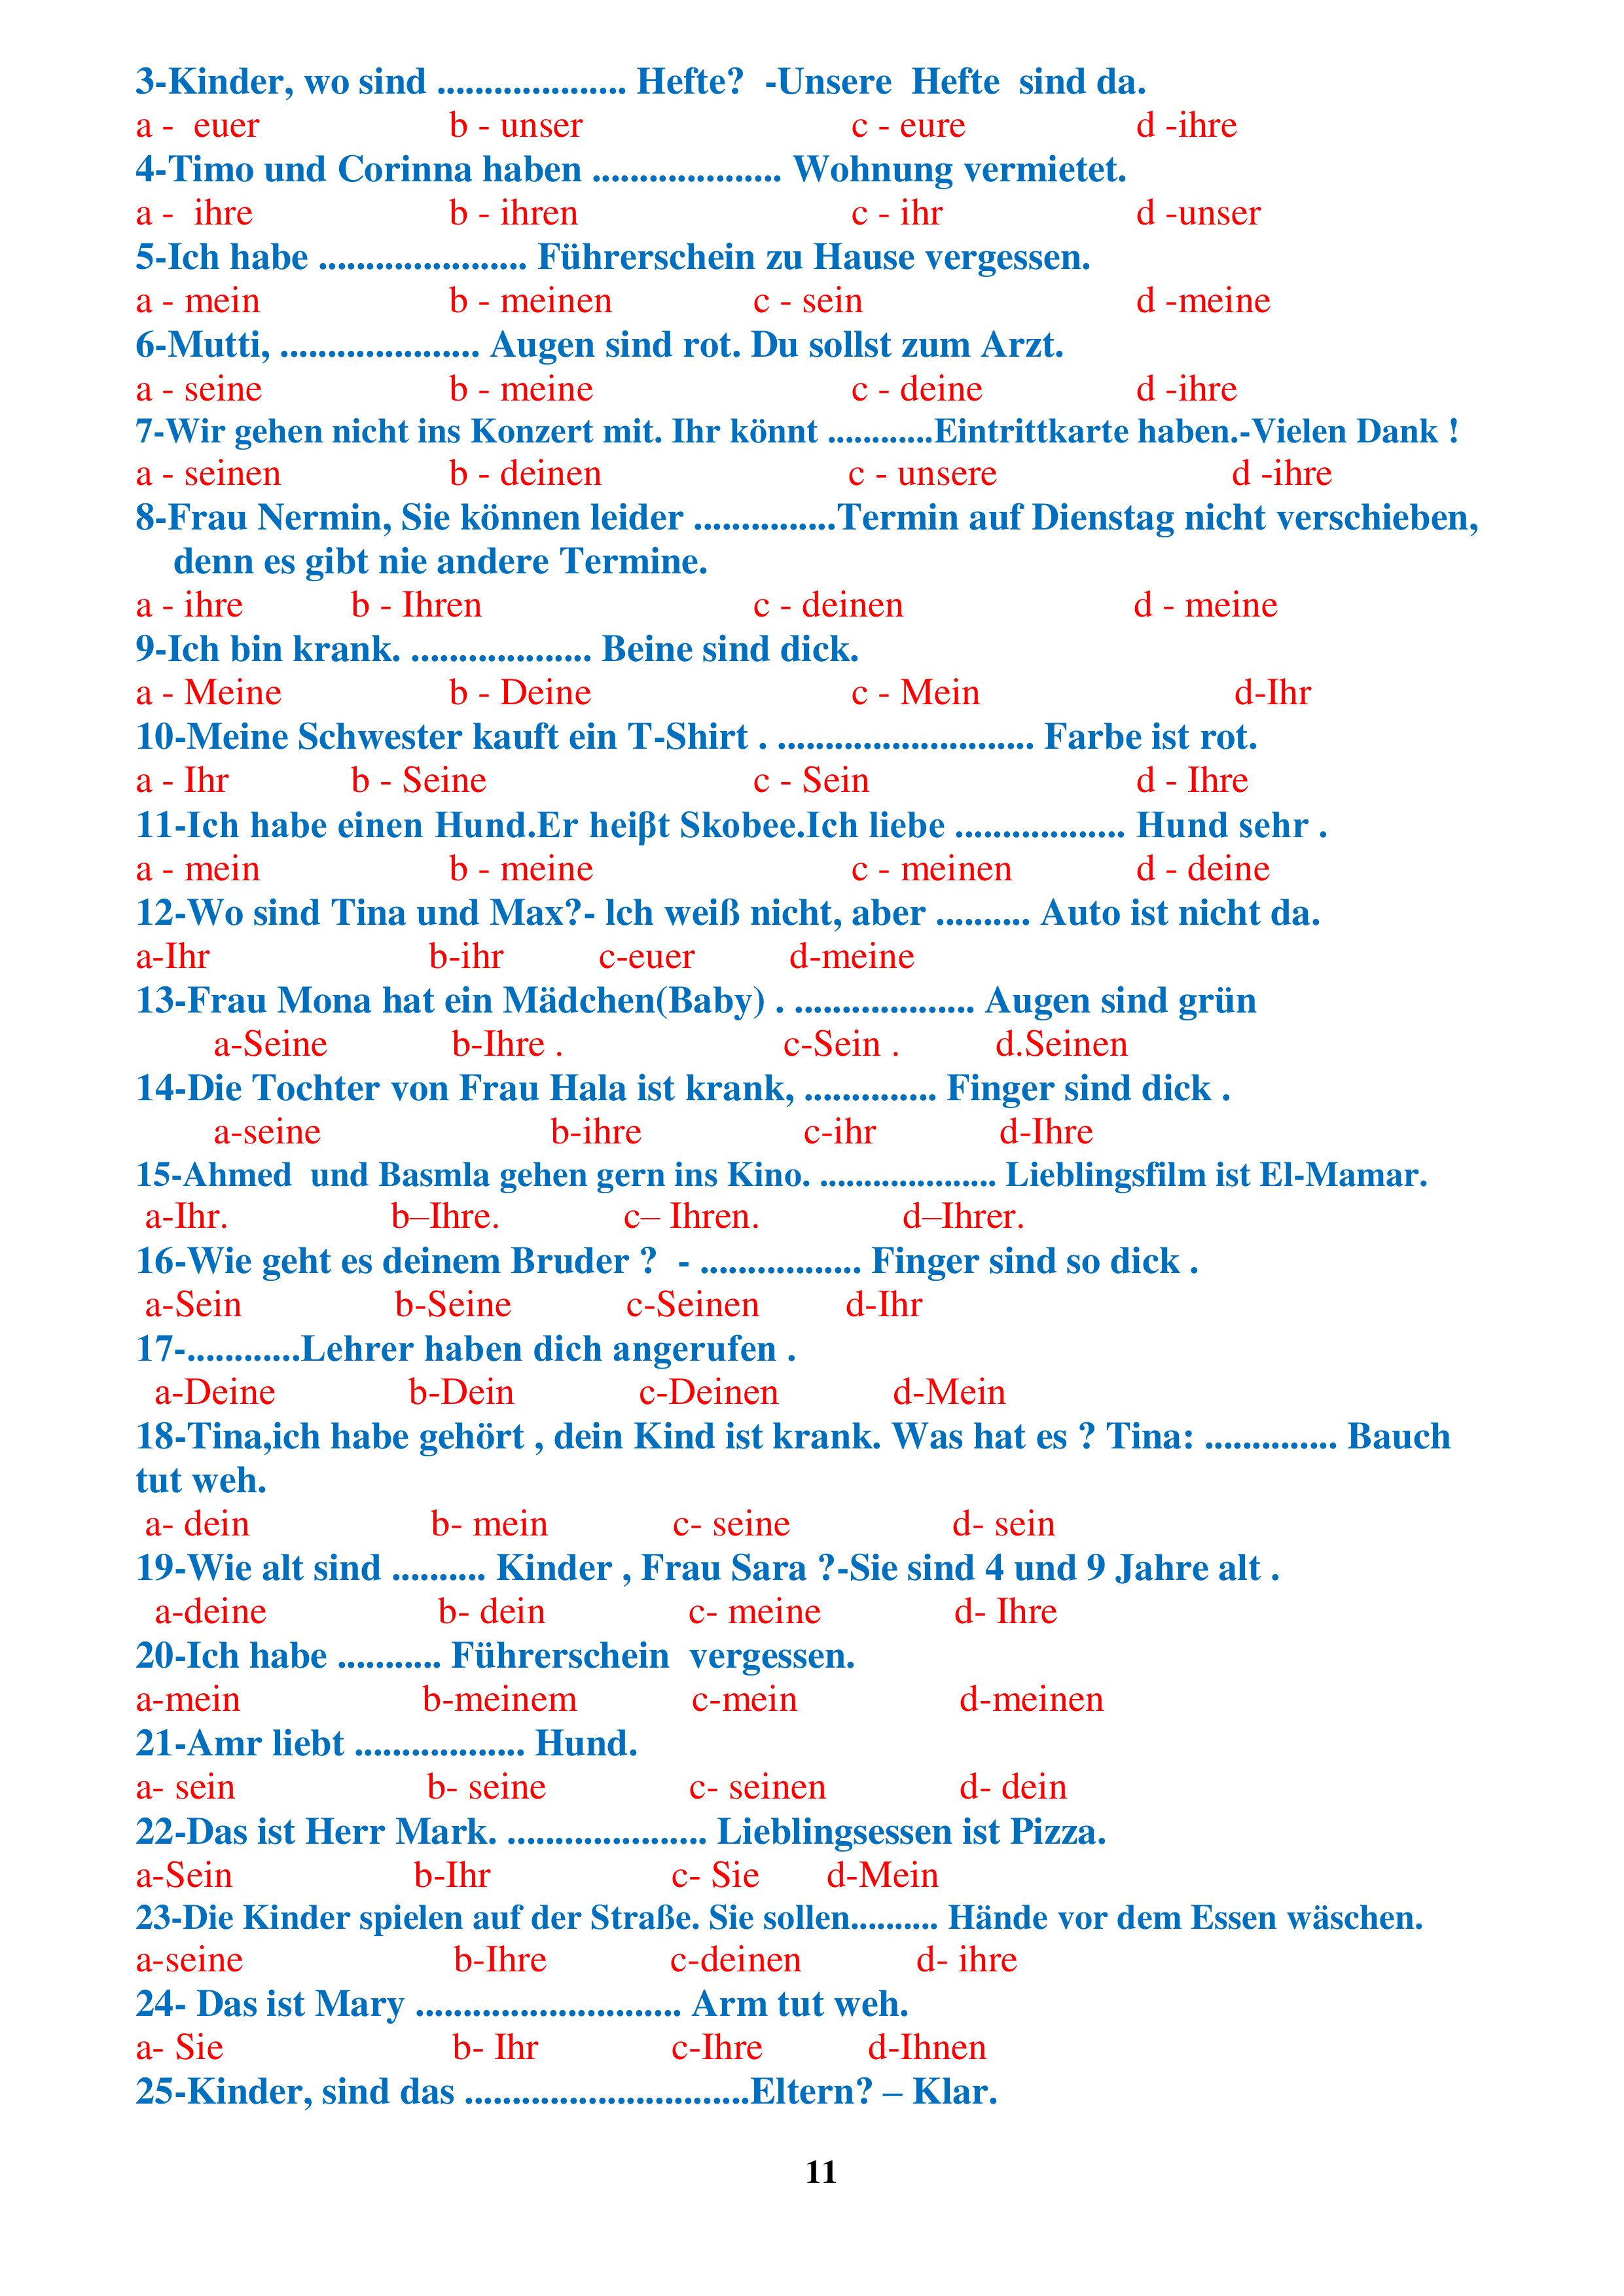 3-Kinder, wo sind .................... Hefte?  -Unsere  Hefte  sind da.
a -  euer b - unser c - eure d -ihre
4-Timo und Corinna haben .................... Wohnung vermietet.
a -  ihre b - ihren c - ihr d -unser
5-Ich habe ...................... Führerschein zu Hause vergessen.
a - mein b - meinen c - sein d -meine
6-Mutti, ..................... Augen sind rot. Du sollst zum Arzt.
a - seine b - meine c - deine d -ihre
7-Wir gehen nicht ins Konzert mit. Ihr könnt ............Eintrittkarte haben.-Vielen Dank !
a - seinen b - deinen c - unsere d -ihre
8-Frau Nermin, Sie können leider ...............Termin auf Dienstag nicht verschieben,
denn es gibt nie andere Termine.
a - ihre b - Ihren c - deinen d - meine
9-Ich bin krank. ................... Beine sind dick.
a - Meine b - Deine c - Mein d-Ihr
10-Meine Schwester kauft ein T-Shirt . ........................... Farbe ist rot.
a - Ihr b - Seine c - Sein d - Ihre
11-Ich habe einen Hund.Er heiβt Skobee.Ich liebe .................. Hund sehr .
a - mein b - meine c - meinen d - deine
12-Wo sind Tina und Max?- lch weiß nicht, aber .......... Auto ist nicht da.
a-Ihr b-ihr c-euer d-meine
13-Frau Mona hat ein Mädchen(Baby) . ................... Augen sind grün
a-Seine b-Ihre . c-Sein . d.Seinen
14-Die Tochter von Frau Hala ist krank, .............. Finger sind dick .
a-seine b-ihre c-ihr d-Ihre
15-Ahmed  und Basmla gehen gern ins Kino. .................... Lieblingsfilm ist El-Mamar.
a-Ihr. b–Ihre. c– Ihren. d–Ihrer.
16-Wie geht es deinem Bruder ?  - ................. Finger sind so dick .
a-Sein b-Seine c-Seinen d-Ihr
17-............Lehrer haben dich angerufen .
a-Deine b-Dein c-Deinen d-Mein
18-Tina,ich habe gehört , dein Kind ist krank. Was hat es ? Tina: .............. Bauch
tut weh.
a- dein b- mein c- seine d- sein
19-Wie alt sind .......... Kinder , Frau Sara ?-Sie sind 4 und 9 Jahre alt .
a-deine b- dein c- meine d- Ihre
20-Ich habe ........... Führerschein  vergessen.
a-mein b-meinem c-mein d-meinen
21-Amr liebt .................. Hund.
a- sein b- seine c- seinen d- dein
22-Das ist Herr Mark. ..................... Lieblingsessen ist Pizza.
a-Sein b-Ihr c- Sie d-Mein
23-Die Kinder spielen auf der Straße. Sie sollen.......... Hände vor dem Essen wäschen.
a-seine b-Ihre c-deinen d- ihre
24- Das ist Mary ............................ Arm tut weh.
a- Sie b- Ihr c-Ihre d-Ihnen
25-Kinder, sind das ..............................Eltern? – Klar.
11